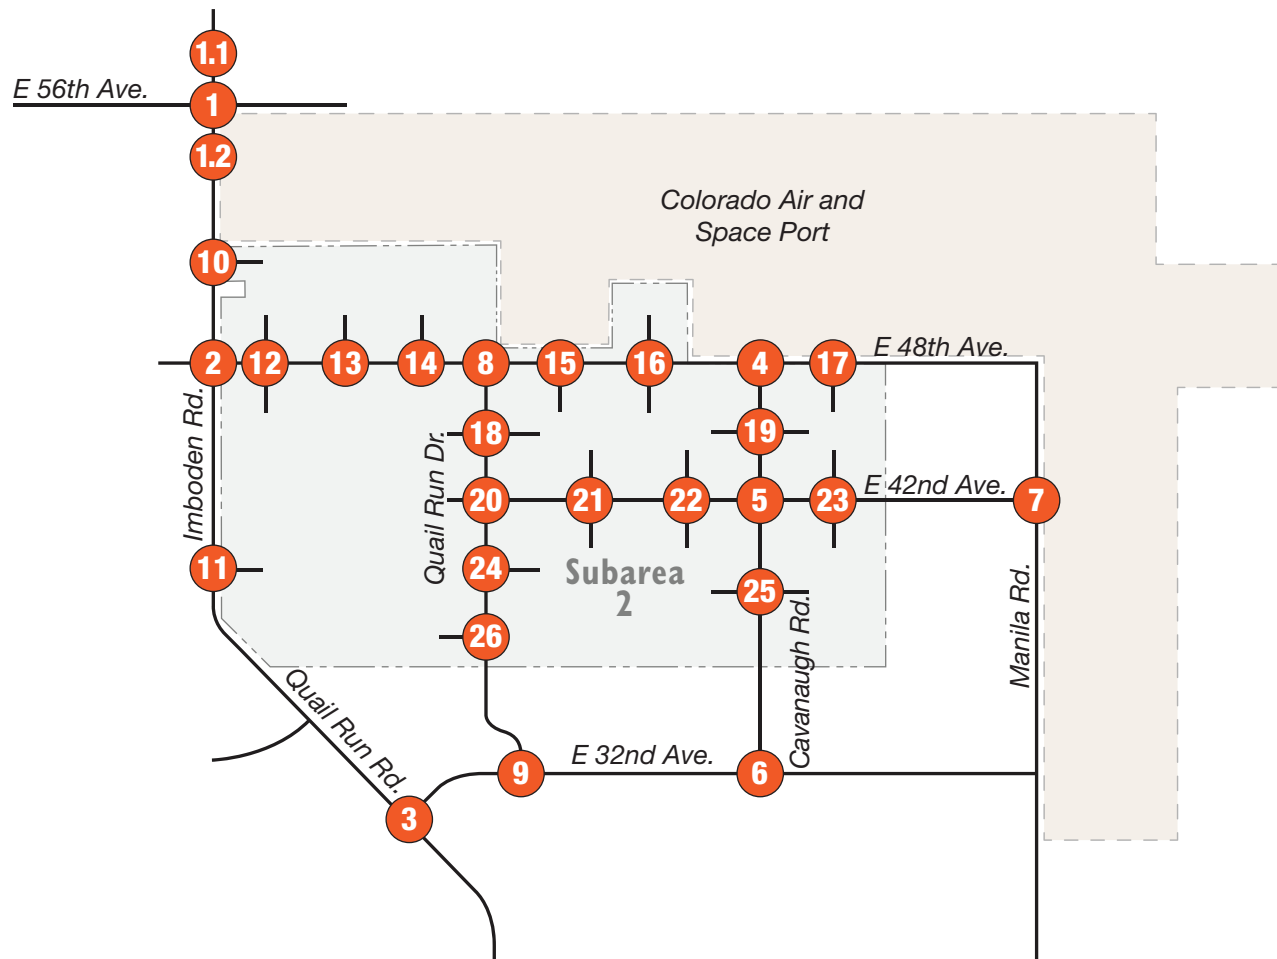 1.1
E 56th Ave.
1
1.2
Colorado Air and
Space Port
10
2
12
13
14
8
15
16
4
17
E 48th Ave.
Imboden Rd.
Quail Run Dr.
18
19
20
21
22
5
23
E 42nd Ave.
7
11
24
Subarea
2
25
26
Cavanaugh Rd.
Manila Rd.
Quail Run Rd.
9
E 32nd Ave.
6
3